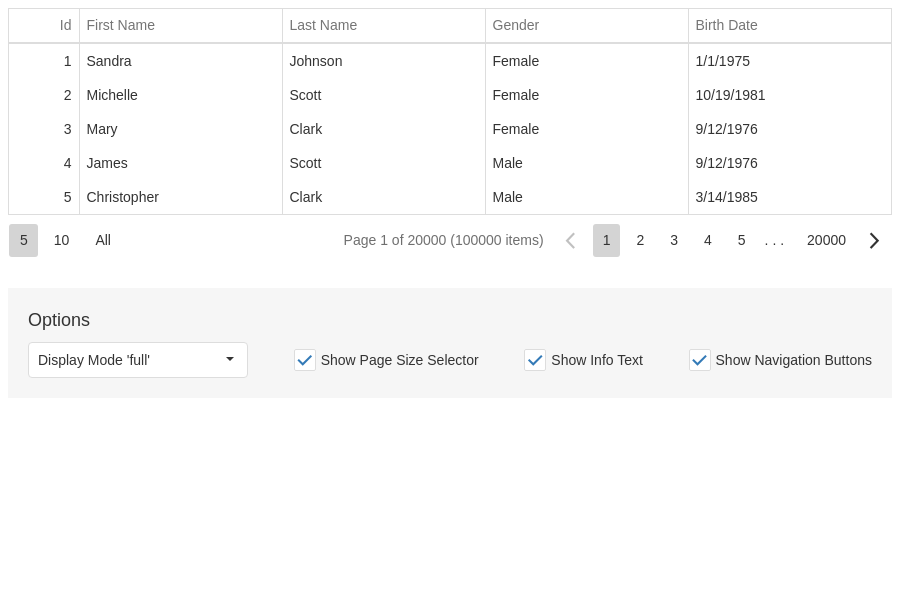 Id First Name Last Name Gender Birth Date
1 Sandra Johnson Female 1/1/1975
2 Michelle Scott Female 10/19/1981
3 Mary Clark Female 9/12/1976
4 James Scott Male 9/12/1976
5 Christopher Clark Male 3/14/1985
5 10 All Page 1 of 20000 (100000 items) 1 2 3 4 5 . . . 20000
Options
Display Mode 'full' Show Page Size Selector Show Info Text Show Navigation Buttons